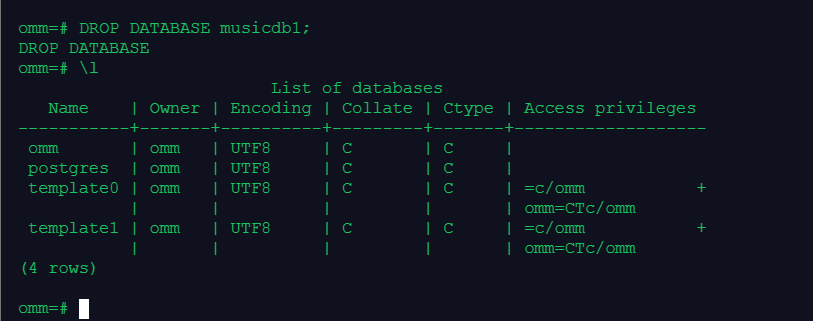 omm=# DROP DATABASE musicdb1;
DROP DATABASE
omm=# \l
                         List of databases
   Name    | Owner | Encoding | Collate | Ctype | Access privileges
-----------+-------+----------+---------+-------+-------------------
 omm       | omm   | UTF8     | C       | C     |
 postgres  | omm   | UTF8     | C       | C     |
 template0 | omm   | UTF8     | C       | C     | =c/omm           +
           |       |          |         |       | omm=CTc/omm
 template1 | omm   | UTF8     | C       | C     | =c/omm           +
           |       |          |         |       | omm=CTc/omm
(4 rows)
omm=#